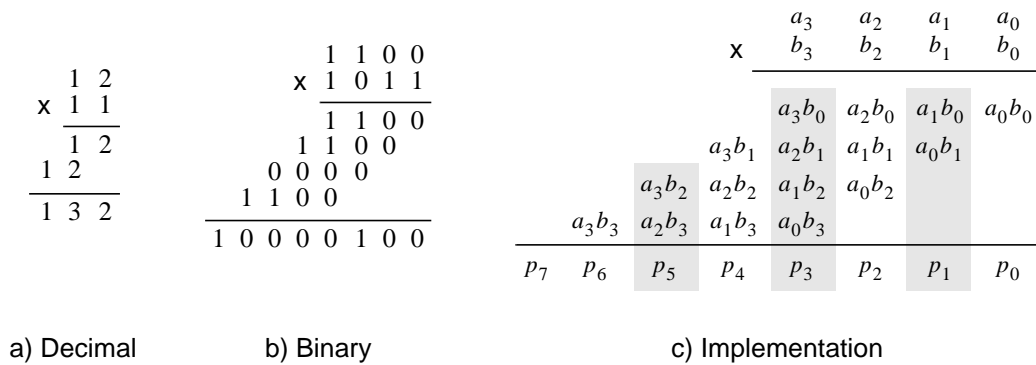 1 2
x 1 1
1 2
1 2
1 3 2
a) Decimal
1 1 0 0
x 1 0 1 1
1 1 0 0
1 1 0 0
0 0 0 0
1 1 0 0
1 0 0 0 0 1 0 0
b) Binary
a₃ a₂ a₁ a₀
x b₃ b₂ b₁ b₀
a₃b₀ a₂b₀ a₁b₀ a₀b₀
a₃b₁ a₂b₁ a₁b₁ a₀b₁
a₃b₂ a₂b₂ a₁b₂ a₀b₂
a₃b₃ a₂b₃ a₁b₃ a₀b₃
p₇ p₆ p₅ p₄ p₃ p₂ p₁ p₀
c) Implementation